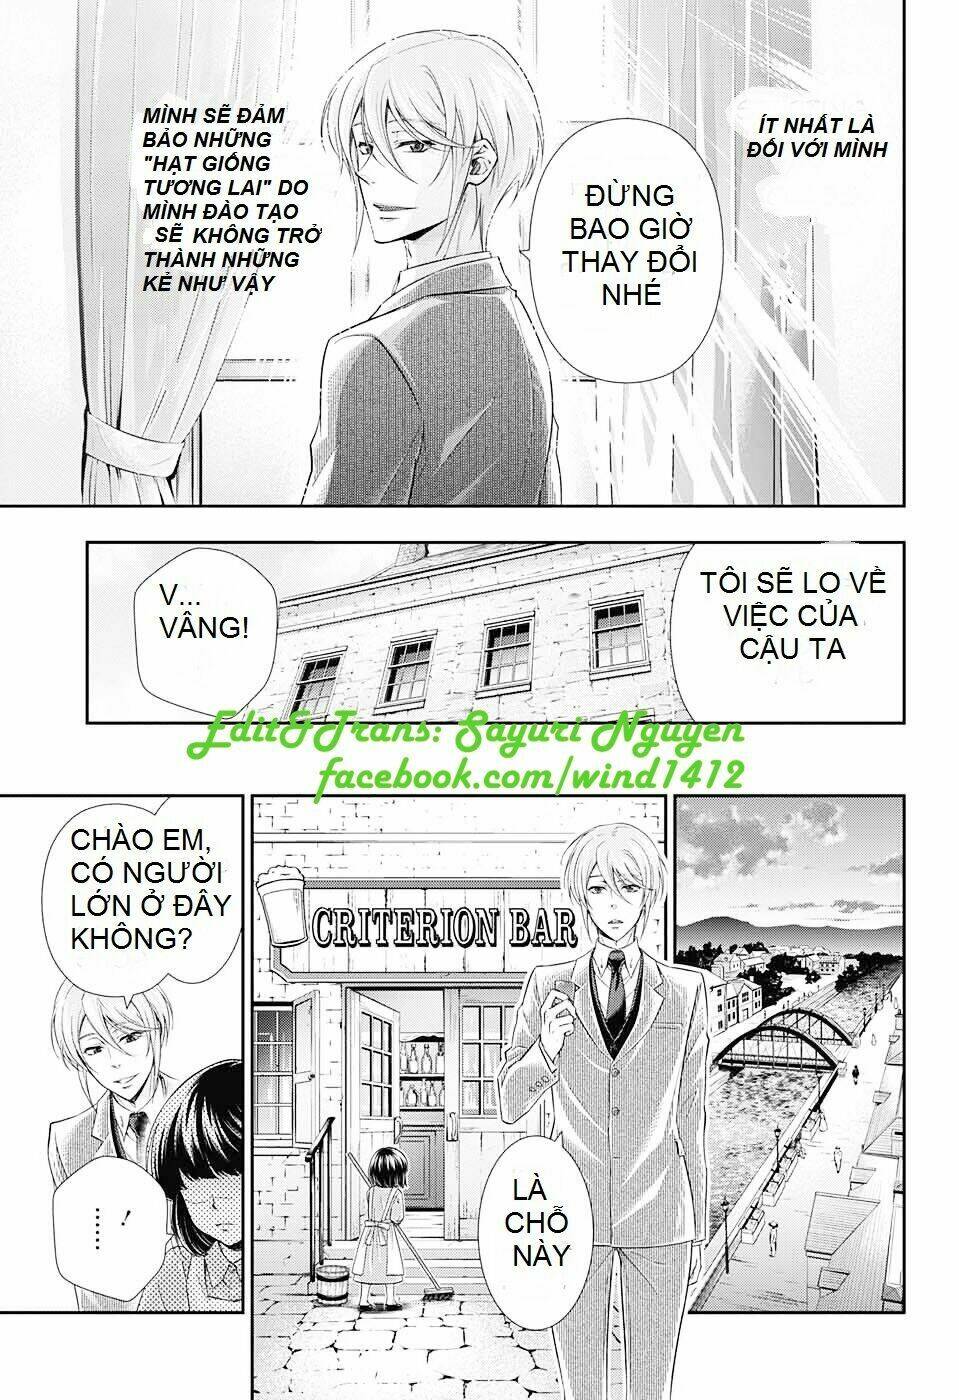 ÍT NHẤT LÀ
ĐỐI VỚI MÌNH
ĐỪNG
BAO GIỜ
THAY ĐỔI
NHÉ
MÌNH SẼ ĐẢM
BẢO NHỮNG
"HẠT GIỐNG
TƯƠNG LAI" DO
MÌNH ĐÀO TẠO
SẼ KHÔNG TRỞ
THÀNH NHỮNG
KẺ NHƯ VẬY
TÔI SẼ LO VỀ
VIỆC CỦA
CẬU TA
V...
VÂNG!
Edit&Trans: Sayuri Nguyen
facebook.com/wind1412
CRITERION BAR
LÀ
CHỖ
NÀY
CHÀO EM,
CÓ NGƯỜI
LỚN Ở ĐÂY
KHÔNG?
!
......